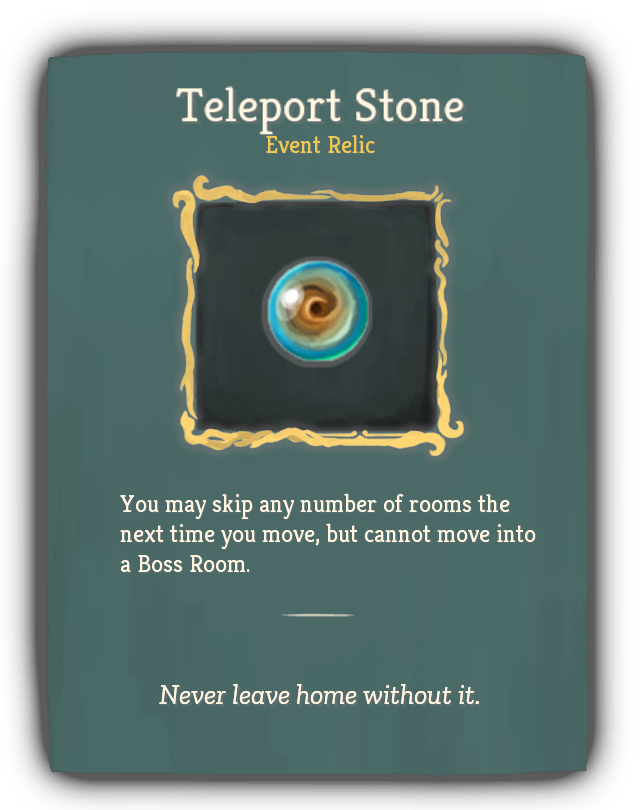 Teleport Stone
Event Relic
You may skip any number of rooms the
next time you move, but cannot move into
a Boss Room.
Never leave home without it.